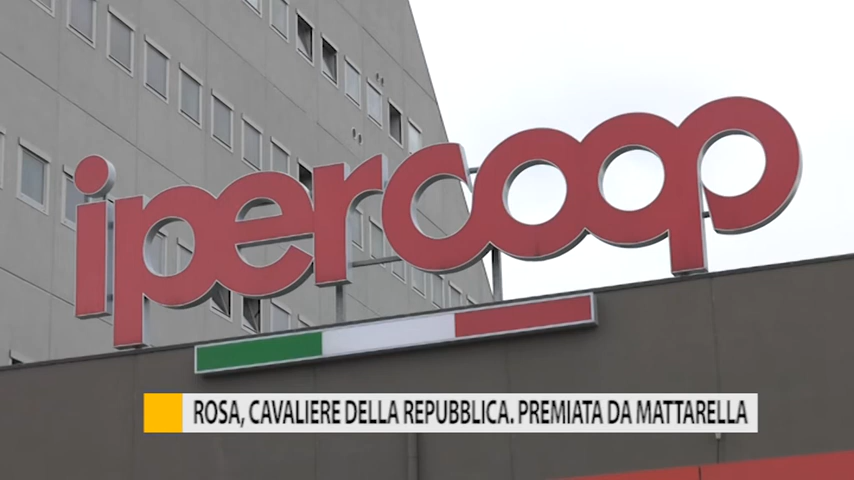 ipercoop
ROSA, CAVALIERE DELLA REPUBBLICA. PREMIATA DA MATTARELLA